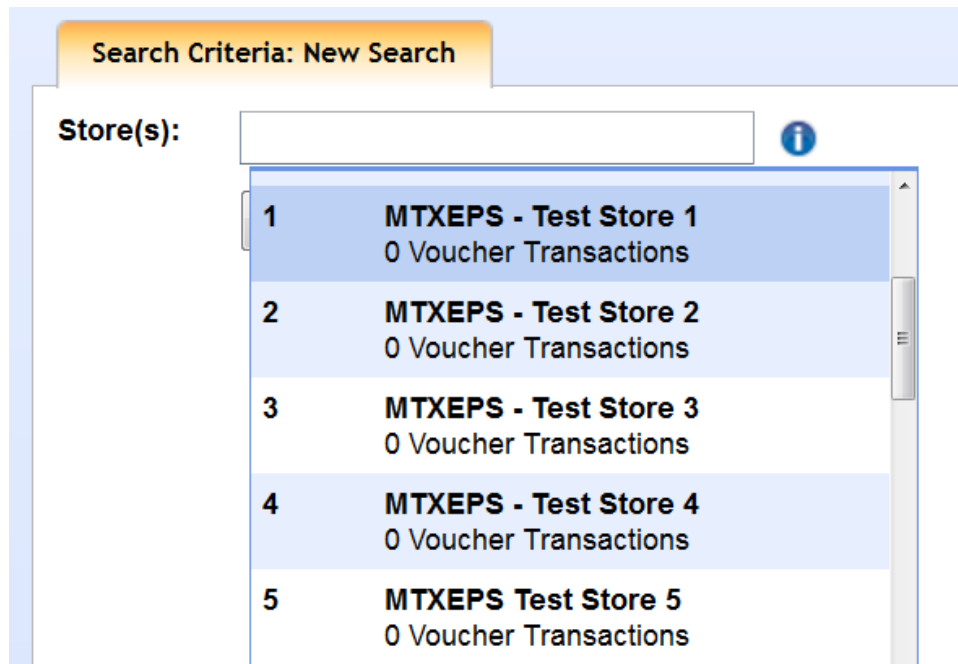 Search Criteria: New Search
Store(s):
1 MTXEPS - Test Store 1
0 Voucher Transactions
2 MTXEPS - Test Store 2
0 Voucher Transactions
3 MTXEPS - Test Store 3
0 Voucher Transactions
4 MTXEPS - Test Store 4
0 Voucher Transactions
5 MTXEPS Test Store 5
0 Voucher Transactions